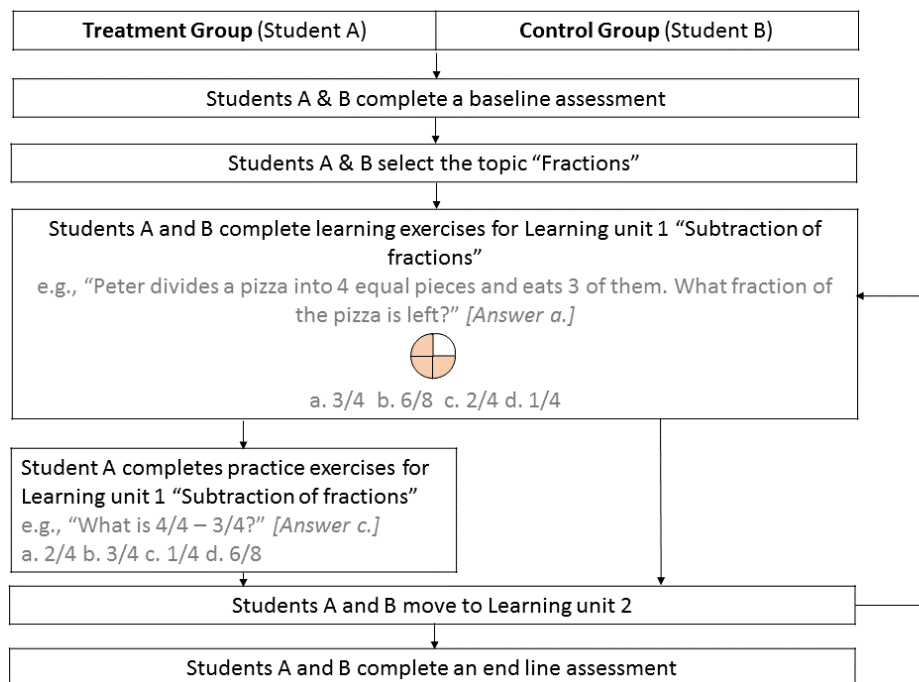 Treatment Group (Student A)
Control Group (Student B)
Students A & B complete a baseline assessment
Students A & B select the topic “Fractions”
Students A and B complete learning exercises for Learning unit 1 “Subtraction of
fractions”
e.g., “Peter divides a pizza into 4 equal pieces and eats 3 of them. What fraction of
the pizza is left?” [Answer a.]
a. 3/4 b. 6/8 c. 2/4 d. 1/4
Student A completes practice exercises for
Learning unit 1 “Subtraction of fractions”
e.g., “What is 4/4 – 3/4?” [Answer c.]
a. 2/4 b. 3/4 c. 1/4 d. 6/8
Students A and B move to Learning unit 2
Students A and B complete an end line assessment